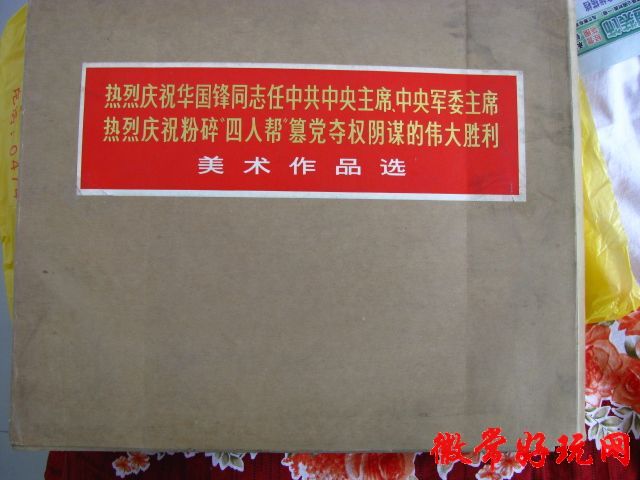 热烈庆祝华国锋同志任中共中央主席、中央军委主席
热烈庆祝粉碎"四人帮"篡党夺权阴谋的伟大胜利
美术作品选
徽常好玩网